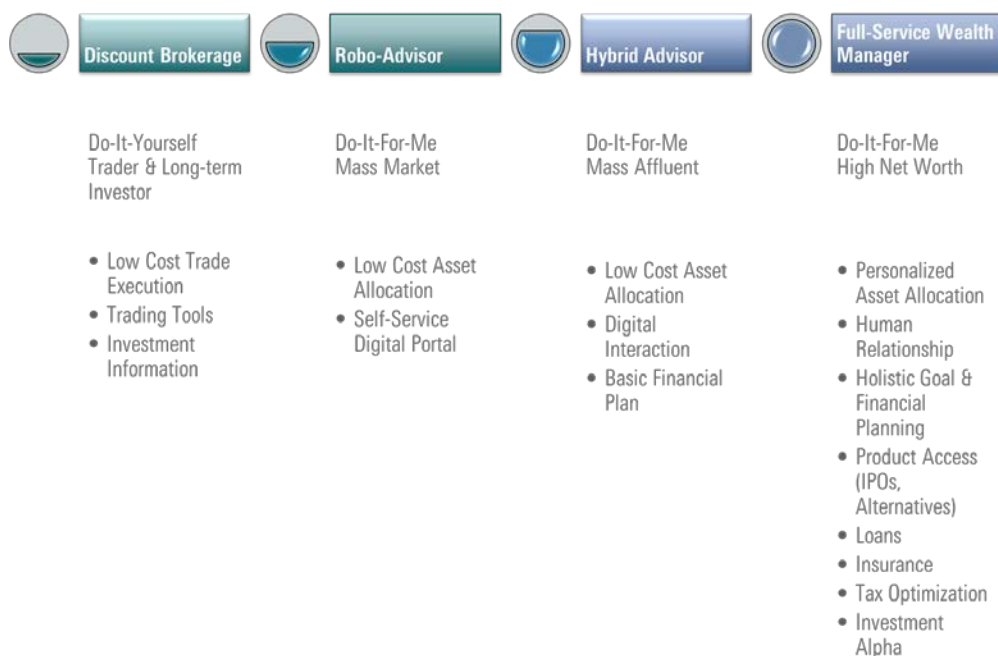 Discount Brokerage
Robo-Advisor
Hybrid Advisor
Full-Service Wealth
Manager
Do-It-Yourself
Trader & Long-term
Investor
Do-It-For-Me
Mass Market
Do-It-For-Me
Mass Affluent
Do-It-For-Me
High Net Worth
• Low Cost Trade
Execution
• Trading Tools
• Investment
Information
• Low Cost Asset
Allocation
• Self-Service
Digital Portal
• Low Cost Asset
Allocation
• Digital
Interaction
• Basic Financial
Plan
• Personalized
Asset Allocation
• Human
Relationship
• Holistic Goal &
Financial
Planning
• Product Access
(IPOs,
Alternatives)
• Loans
• Insurance
• Tax Optimization
• Investment
Alpha